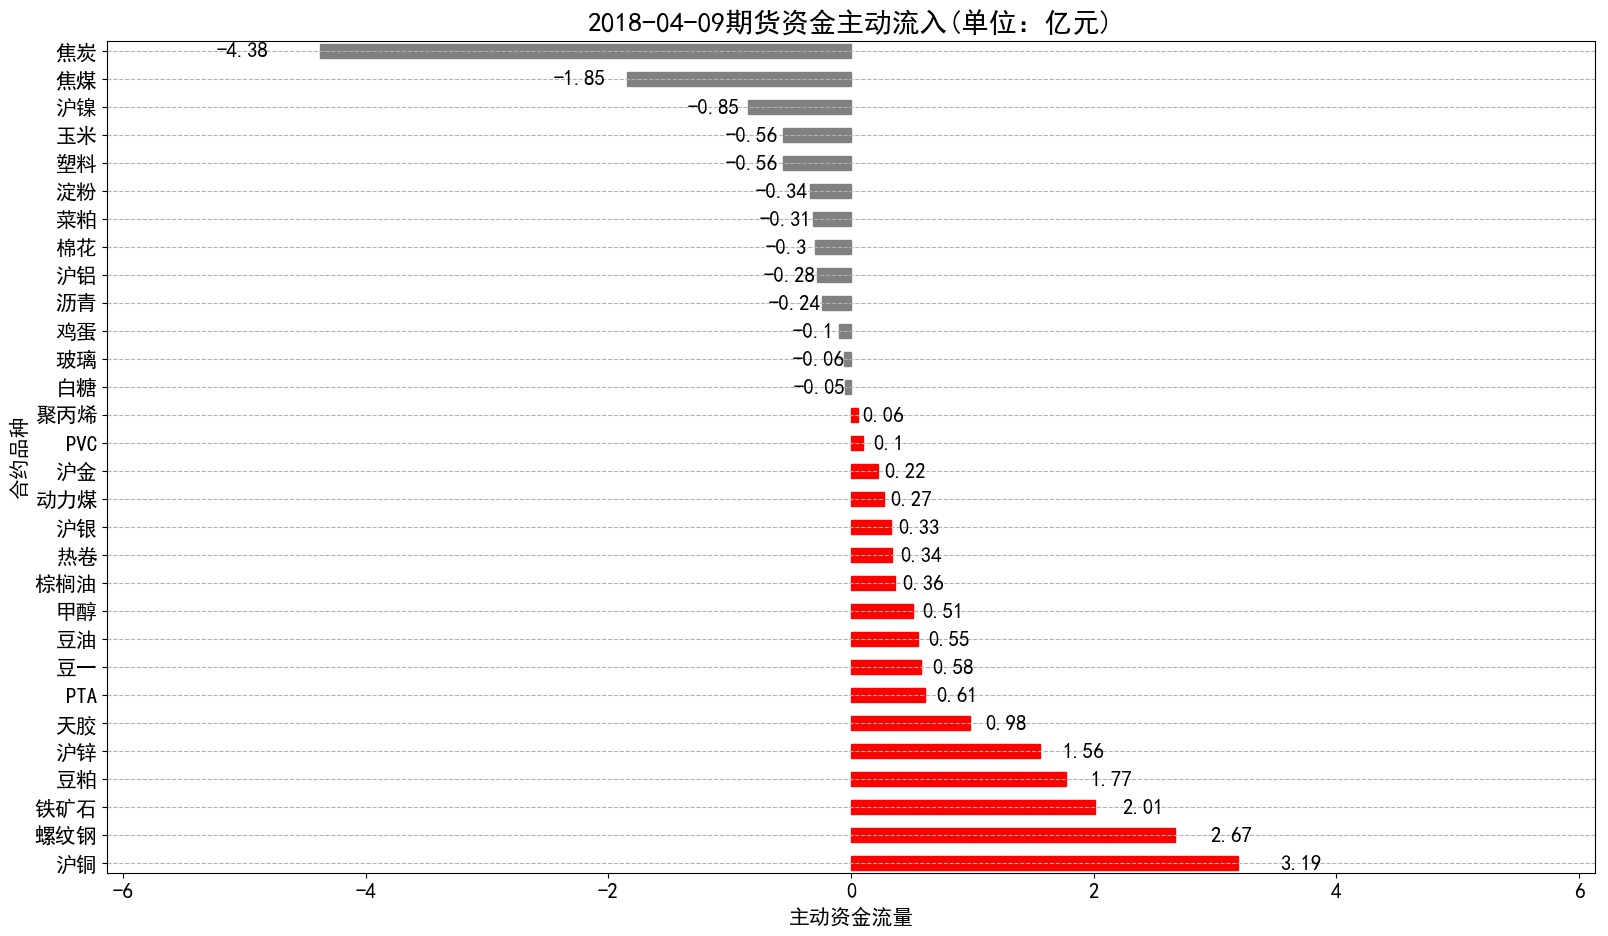 2018-04-09期货资金主动流入(单位：亿元)
焦炭 -4.38
焦煤 -1.85
沪镍 -0.85
玉米 -0.56
塑料 -0.56
淀粉 -0.34
菜粕 -0.31
棉花 -0.3
沪铝 -0.28
沥青 -0.24
鸡蛋 -0.1
玻璃 -0.06
白糖 -0.05
聚丙烯 0.06
PVC 0.1
沪金 0.22
动力煤 0.27
沪银 0.33
热卷 0.34
棕榈油 0.36
甲醇 0.51
豆油 0.55
豆一 0.58
PTA 0.61
天胶 0.98
沪锌 1.56
豆粕 1.77
铁矿石 2.01
螺纹钢 2.67
沪铜 3.19
合约品种
-6 -4 -2 0 2 4 6
主动资金流量